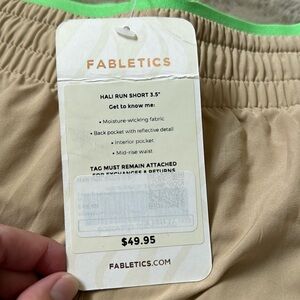 FABLETICS
HALI RUN SHORT 3.5"
Get to know me:
• Moisture-wicking fabric
• Back pocket with reflective detail
• Interior pocket
• Mid-rise waist
TAG MUST REMAIN ATTACHED
FOR EXCHANGES & RETURNS
$49.95
FABLETICS.COM